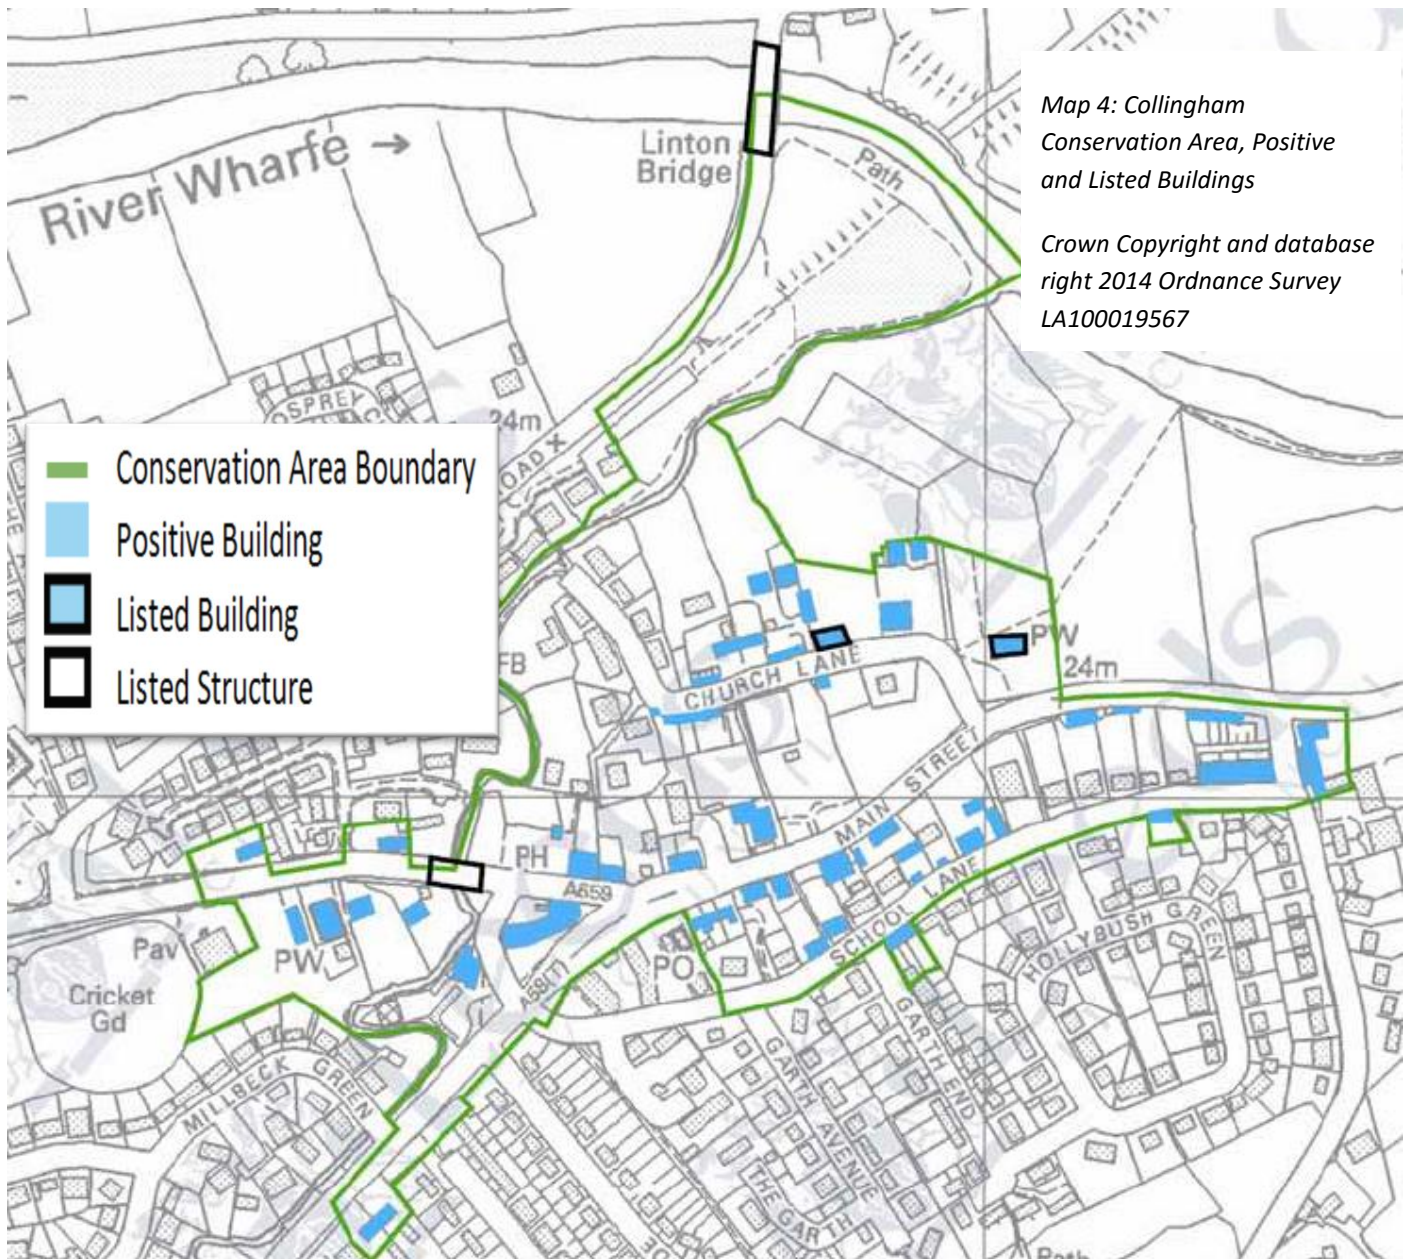 Map 4: Collingham
Conservation Area, Positive
and Listed Buildings
Crown Copyright and database
right 2014 Ordnance Survey
LA100019567
Linton
Bridge
River Wharfe →
Path
OSPREY
24m
ROAD
Conservation Area Boundary
Positive Building
Listed Building
Listed Structure
FB
CHURCH LANE
PW
24m
MAIN STREET
PH
A659
SCHOOL LANE
HOLLYBUSH GREEN
Pav
PW
PO
Cricket
Gd
MILLBECK GREEN
GARTH END
GARTH AVENUE
THE GARTH
Path